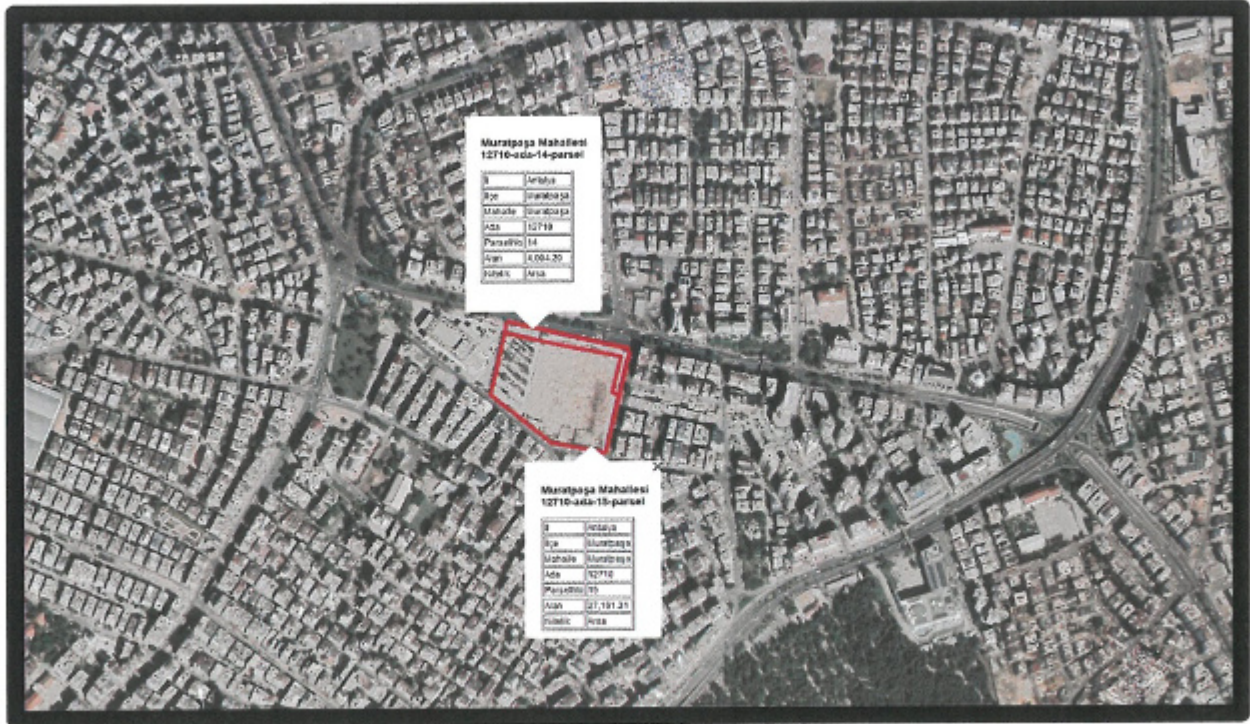 Muratpaşa Mahallesi
12710-ada-14-parsel
İl Antalya
İlçe Muratpaşa
Mahalle Muratpaşa
Ada 12710
ParselNo 14
Alan 4,004.20
Nitelik Arsa
Muratpaşa Mahallesi
12710-ada-15-parsel
İl Antalya
İlçe Muratpaşa
Mahalle Muratpaşa
Ada 12710
ParselNo 15
Alan 27,191.21
Nitelik Arsa